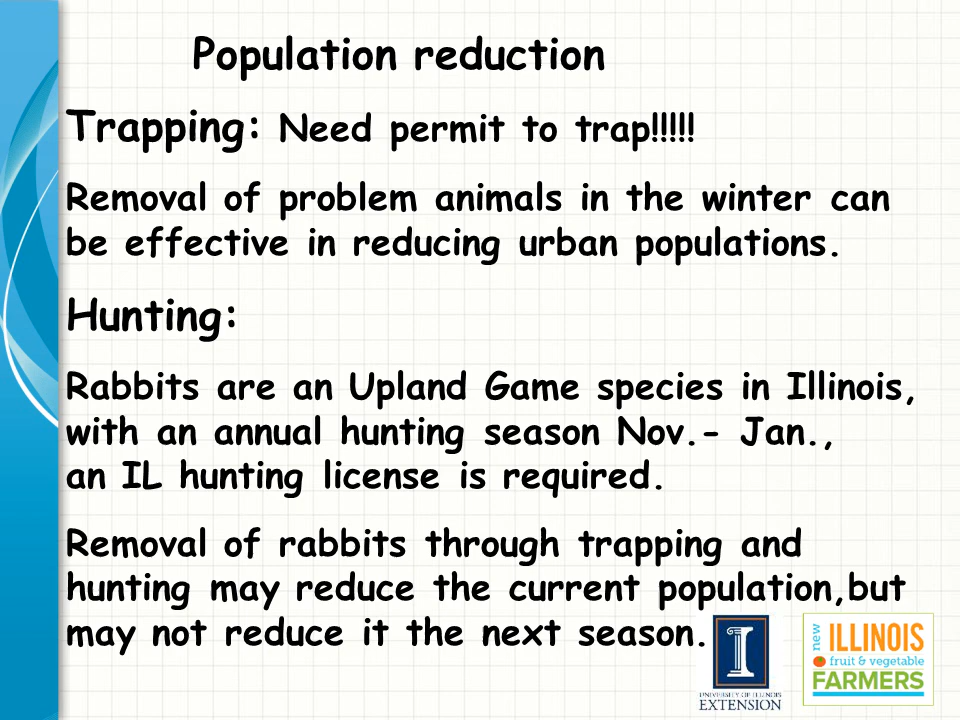 Population reduction
Trapping: Need permit to trap!!!!!
Removal of problem animals in the winter can
be effective in reducing urban populations.
Hunting:
Rabbits are an Upland Game species in Illinois,
with an annual hunting season Nov.- Jan.,
an IL hunting license is required.
Removal of rabbits through trapping and
hunting may reduce the current population,but
may not reduce it the next season.
I
UNIVERSITY OF ILLINOIS
EXTENSION
new
ILLINOIS
fruit & vegetable
FARMERS